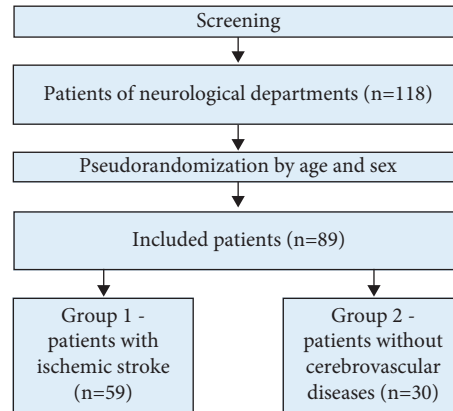 Screening
Patients of neurological departments (n=118)
Pseudorandomization by age and sex
Included patients (n=89)
Group 1 -
patients with
ischemic stroke
(n=59)
Group 2 -
patients without
cerebrovascular
diseases (n=30)